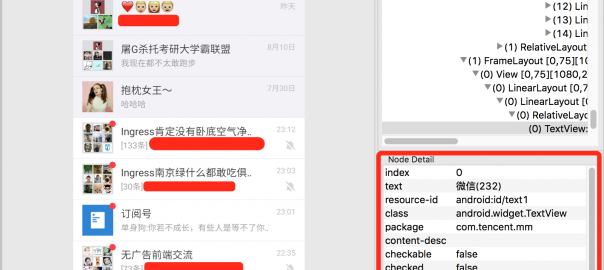 昨天
屠G杀托考研大学霸联盟
8月10日
我现在都不太敢跑步
抱枕女王～
7月30日
哈哈哈
Ingress肯定没有卧底空气净..
23:12
[133条]
Ingress南京绿什么都敢吃俱...
23:03
[30条]
订阅号
23:01
单身狗:你若不成长，有些人是等不了你...
无广告前端交流
22:35
[73条]
(12) Line
(13) Line
(14) Line
(1) RelativeLayout
(1) FrameLayout [0,75][10
(0) View [0,75][1080,2
(0) LinearLayout [0,7
(0) LinearLayout [0,
(0) RelativeLayo
(0) TextView:
Node Detail
index 0
text 微信(232)
resource-id android:id/text1
class android.widget.TextView
package com.tencent.mm
content-desc
checkable false
checked false